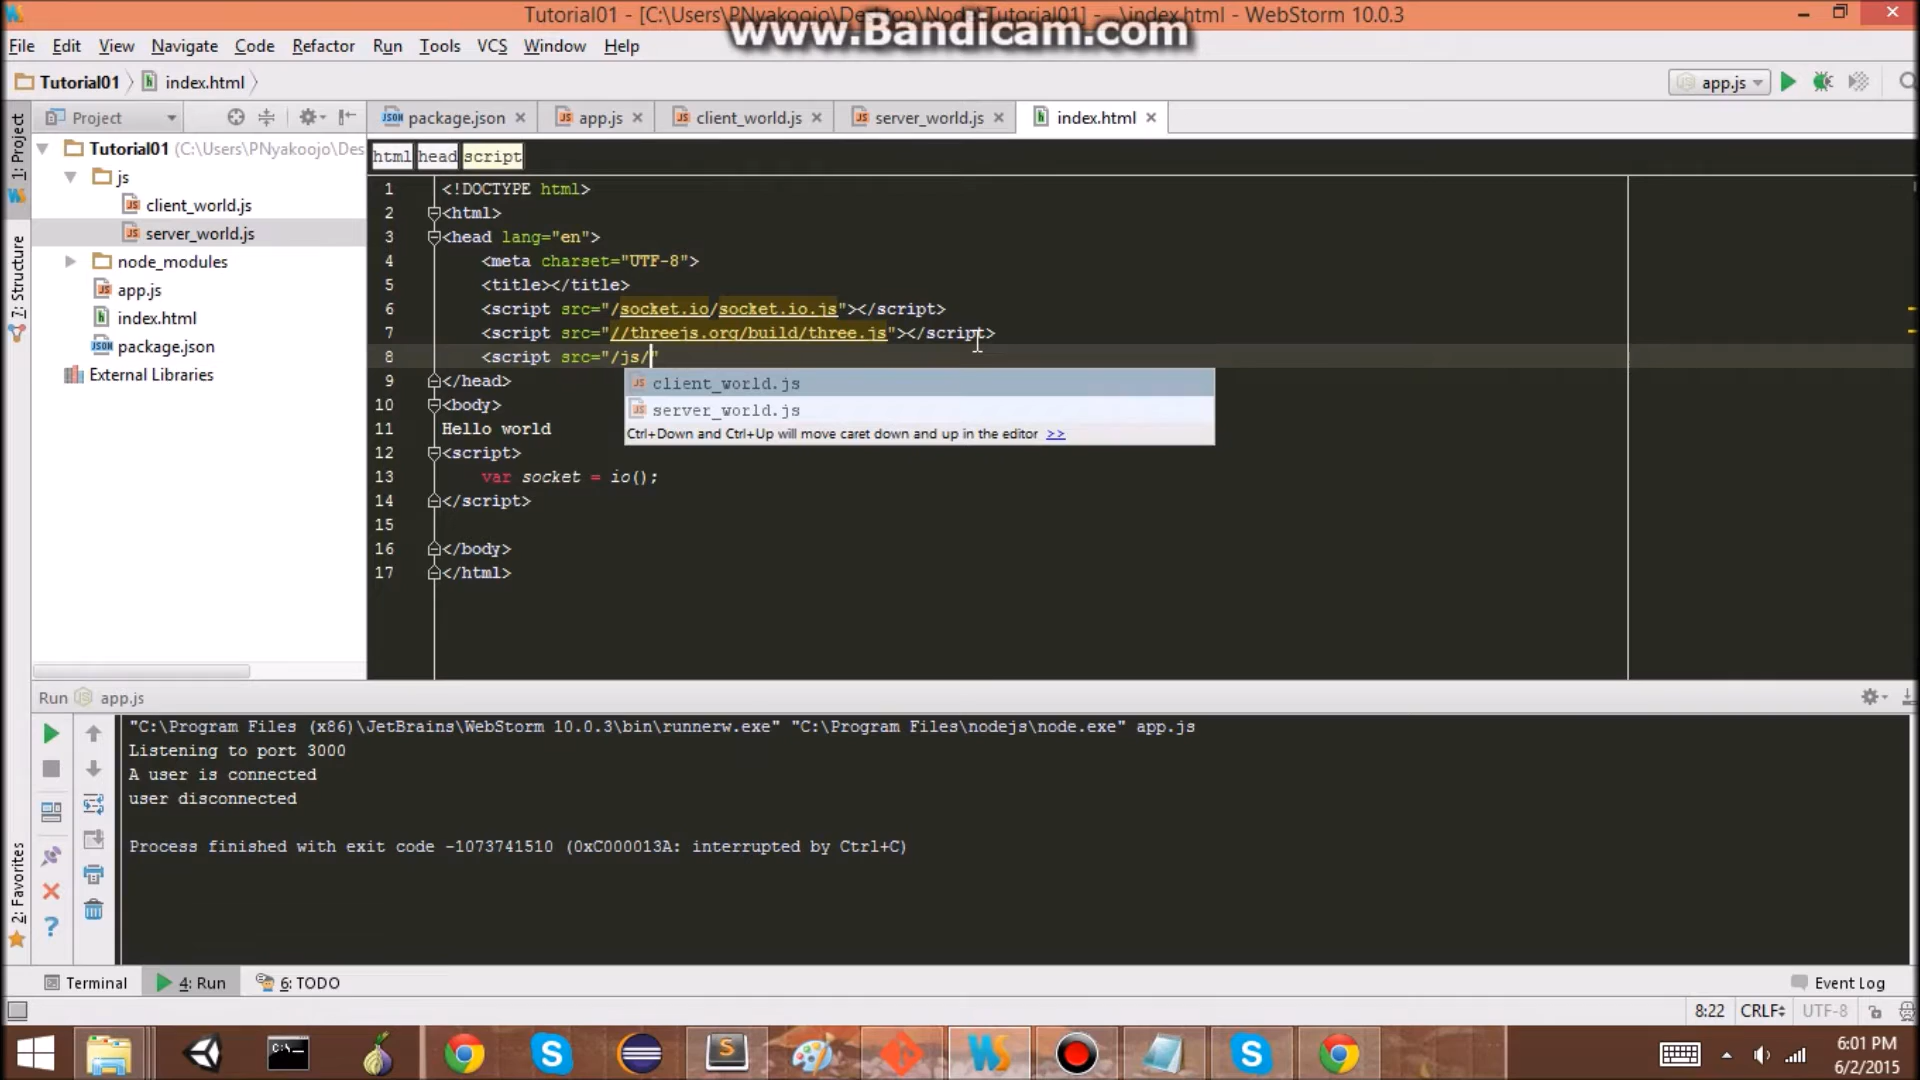 Tutorial01 - [C:\Users\PNyakoojo\Desktop\Node\Tutorial01] - ...\index.html - WebStorm 10.0.3
www.Bandicam.com
File Edit View Navigate Code Refactor Run Tools VCS Window Help
Tutorial01 index.html app.js
Project package.json app.js client_world.js server_world.js index.html
1: Project
7: Structure
2: Favorites
Tutorial01 (C:\Users\PNyakoojo\Des
js
client_world.js
server_world.js
node_modules
app.js
index.html
package.json
External Libraries
html head script
1 <!DOCTYPE html>
2 <html>
3 <head lang="en">
4 <meta charset="UTF-8">
5 <title></title>
6 <script src="/socket.io/socket.io.js"></script>
7 <script src="//threejs.org/build/three.js"></script>
8 <script src="/js/"
9 </head>
client_world.js
10 <body>
server_world.js
11 Hello world
Ctrl+Down and Ctrl+Up will move caret down and up in the editor >>
12 <script>
13 var socket = io();
14 </script>
15
16 </body>
17 </html>
Run app.js
"C:\Program Files (x86)\JetBrains\WebStorm 10.0.3\bin\runnerw.exe" "C:\Program Files\nodejs\node.exe" app.js
Listening to port 3000
A user is connected
user disconnected
Process finished with exit code -1073741510 (0xC000013A: interrupted by Ctrl+C)
Terminal 4: Run 6: TODO Event Log
8:22 CRLF UTF-8
6:01 PM
6/2/2015